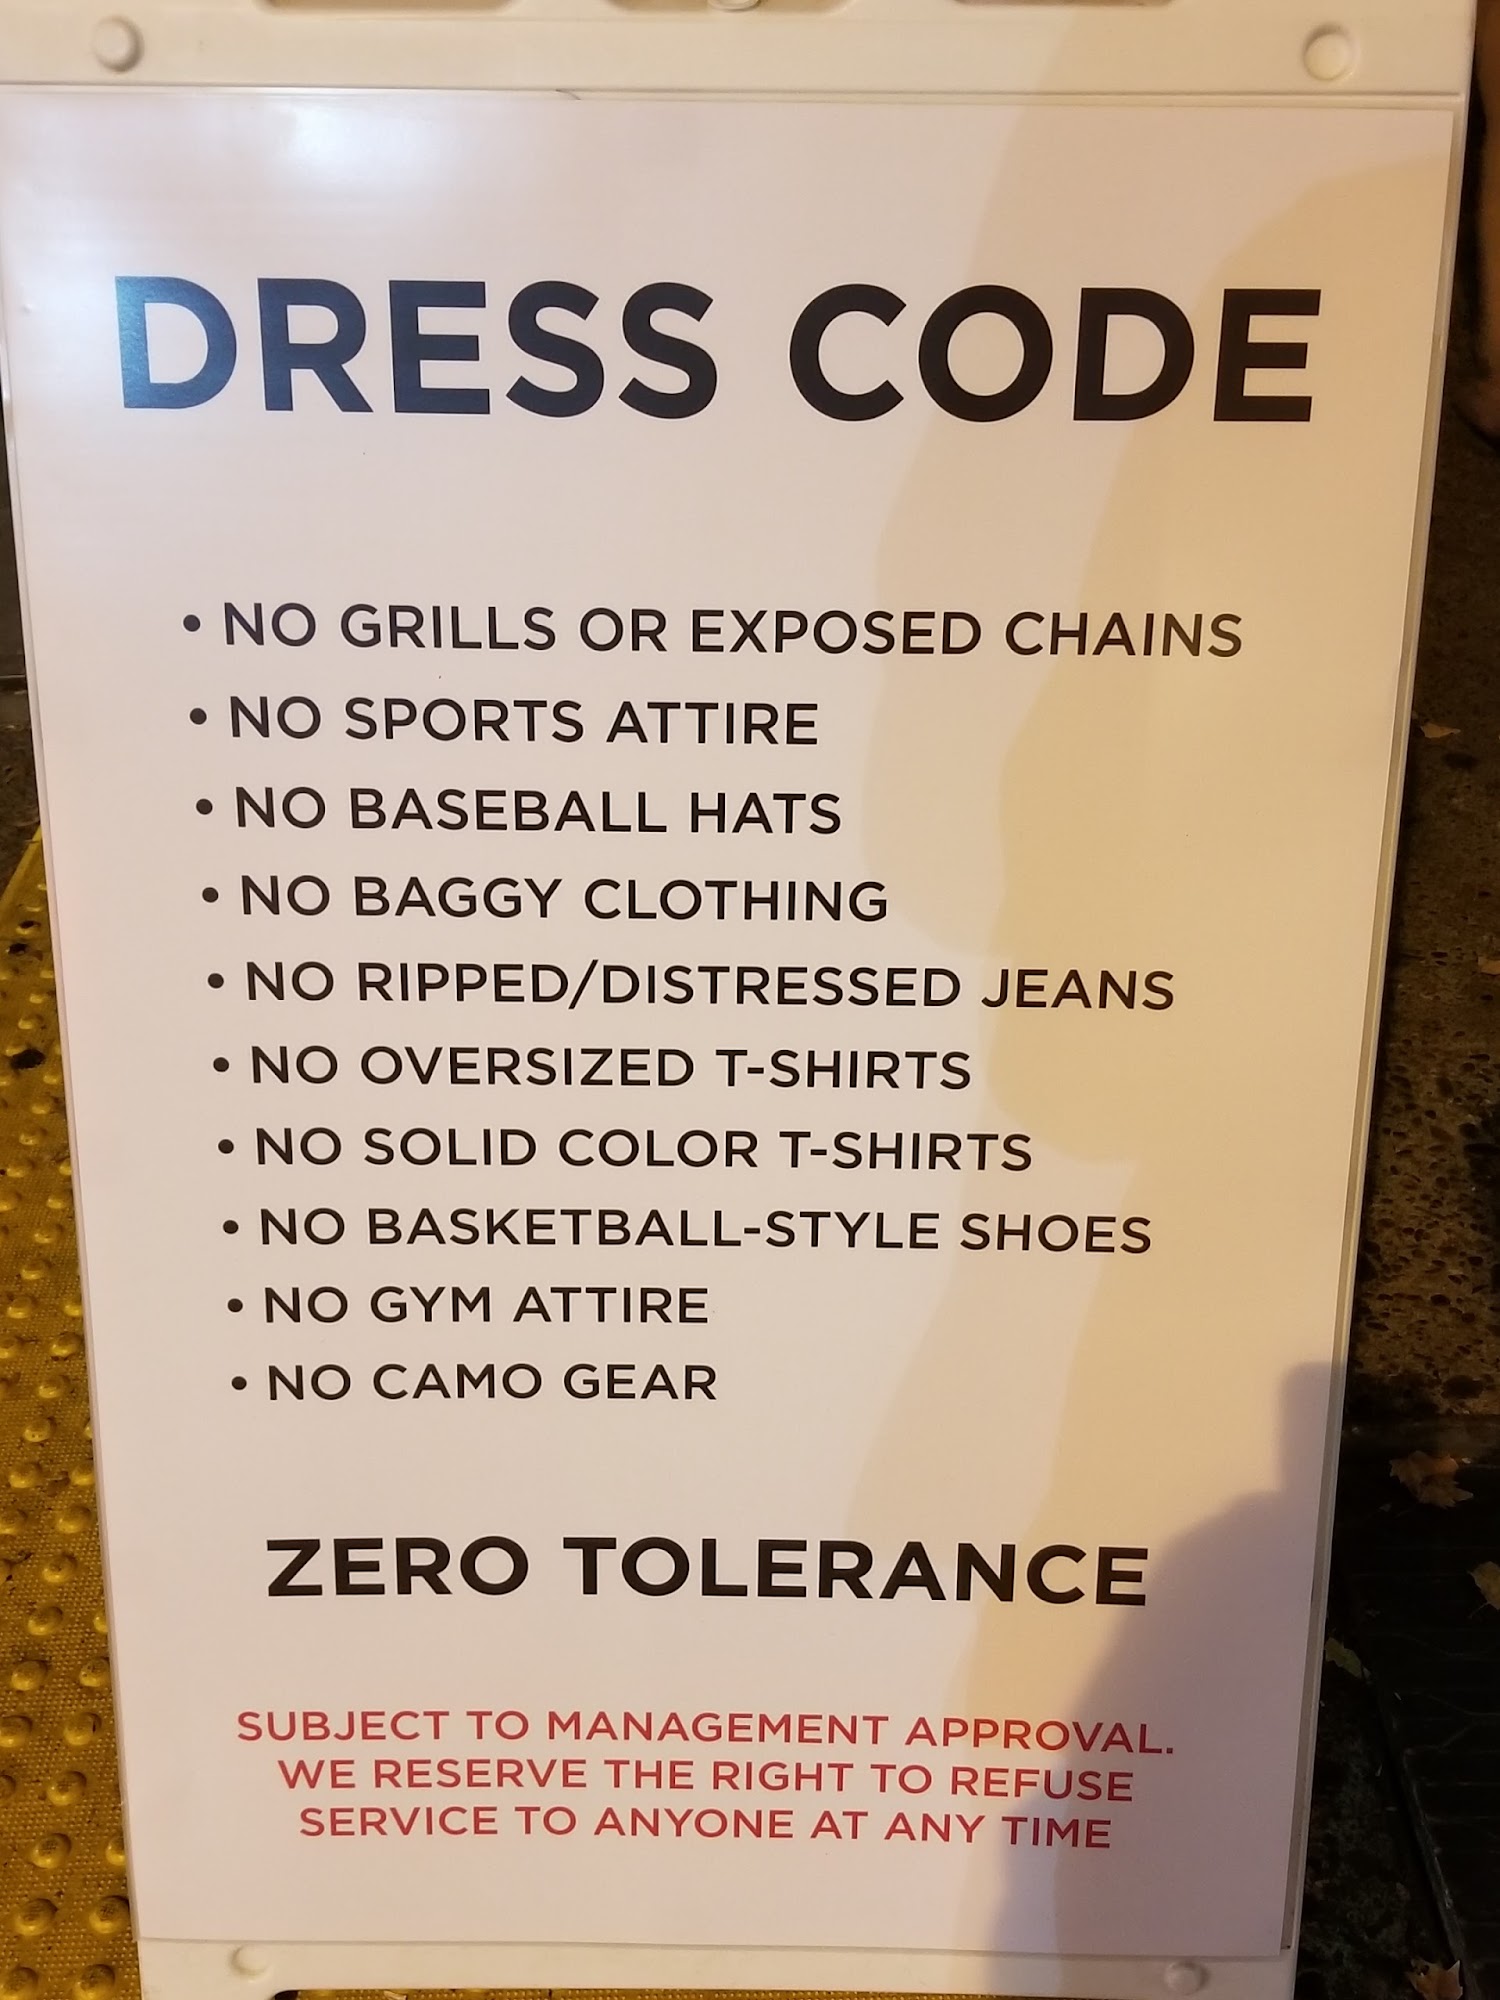 DRESS CODE
• NO GRILLS OR EXPOSED CHAINS
• NO SPORTS ATTIRE
• NO BASEBALL HATS
• NO BAGGY CLOTHING
• NO RIPPED/DISTRESSED JEANS
• NO OVERSIZED T-SHIRTS
• NO SOLID COLOR T-SHIRTS
• NO BASKETBALL-STYLE SHOES
• NO GYM ATTIRE
• NO CAMO GEAR
ZERO TOLERANCE
SUBJECT TO MANAGEMENT APPROVAL.
WE RESERVE THE RIGHT TO REFUSE
SERVICE TO ANYONE AT ANY TIME